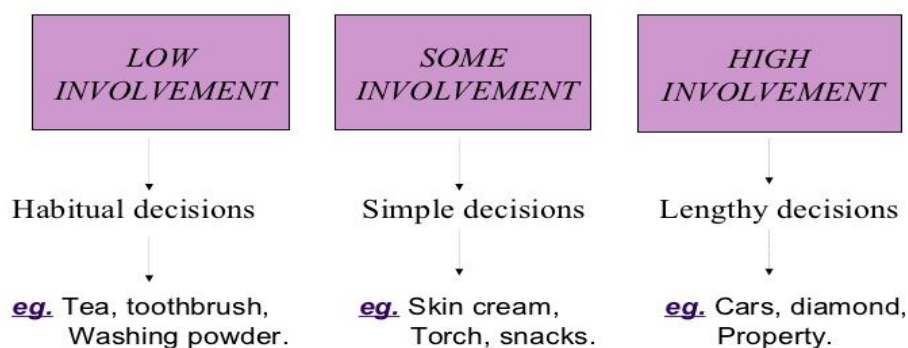 LOW
INVOLVEMENT
Habitual decisions
eg. Tea, toothbrush,
Washing powder.
SOME
INVOLVEMENT
Simple decisions
eg. Skin cream,
Torch, snacks.
HIGH
INVOLVEMENT
Lengthy decisions
eg. Cars, diamond,
Property.